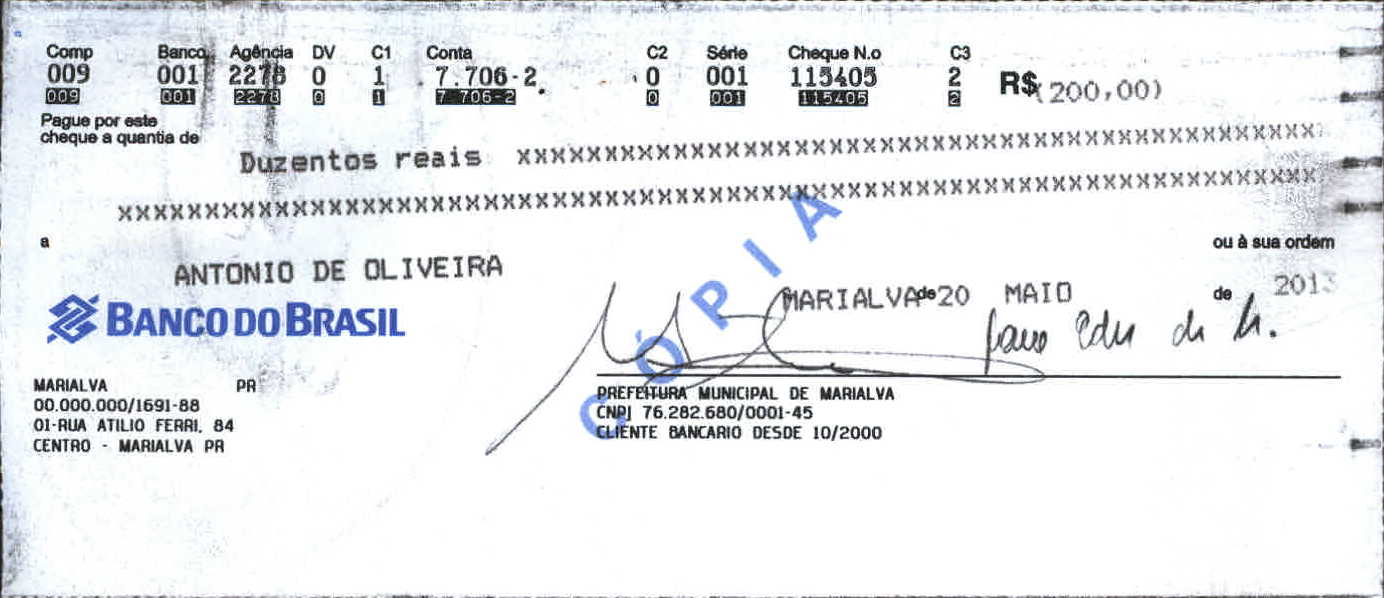 Comp Banco Agência DV C1 Conta C2 Série Cheque N.o C3
009 001 2278 0 1 7.706-2 0 001 115405 2 R$(200,00)
009 001 2278 0 1 7 706-2 0 001 115405 2
Pague por este
cheque a quantia de
Duzentos reais xxxxxxxxxxxxxxxxxxxxxxxxxxxxxxxxxxxxxxxxxxxxxx
xxxxxxxxxxxxxxxxxxxxxxxxxxxxxxxxxxxxxxxxxxxxxxxxxxxxxxxxxxxxxxxxxxxx
a ou à sua ordem
ANTONIO DE OLIVEIRA
MARIALVA de 20 MAIO de 2013
BANCO DO BRASIL
CÓPIA
MARIALVA PR
00.000.000/1691-88
01-RUA ATILIO FERRI, 84
CENTRO - MARIALVA PR
PREFEITURA MUNICIPAL DE MARIALVA
CNPJ 76.282.680/0001-45
CLIENTE BANCARIO DESDE 10/2000